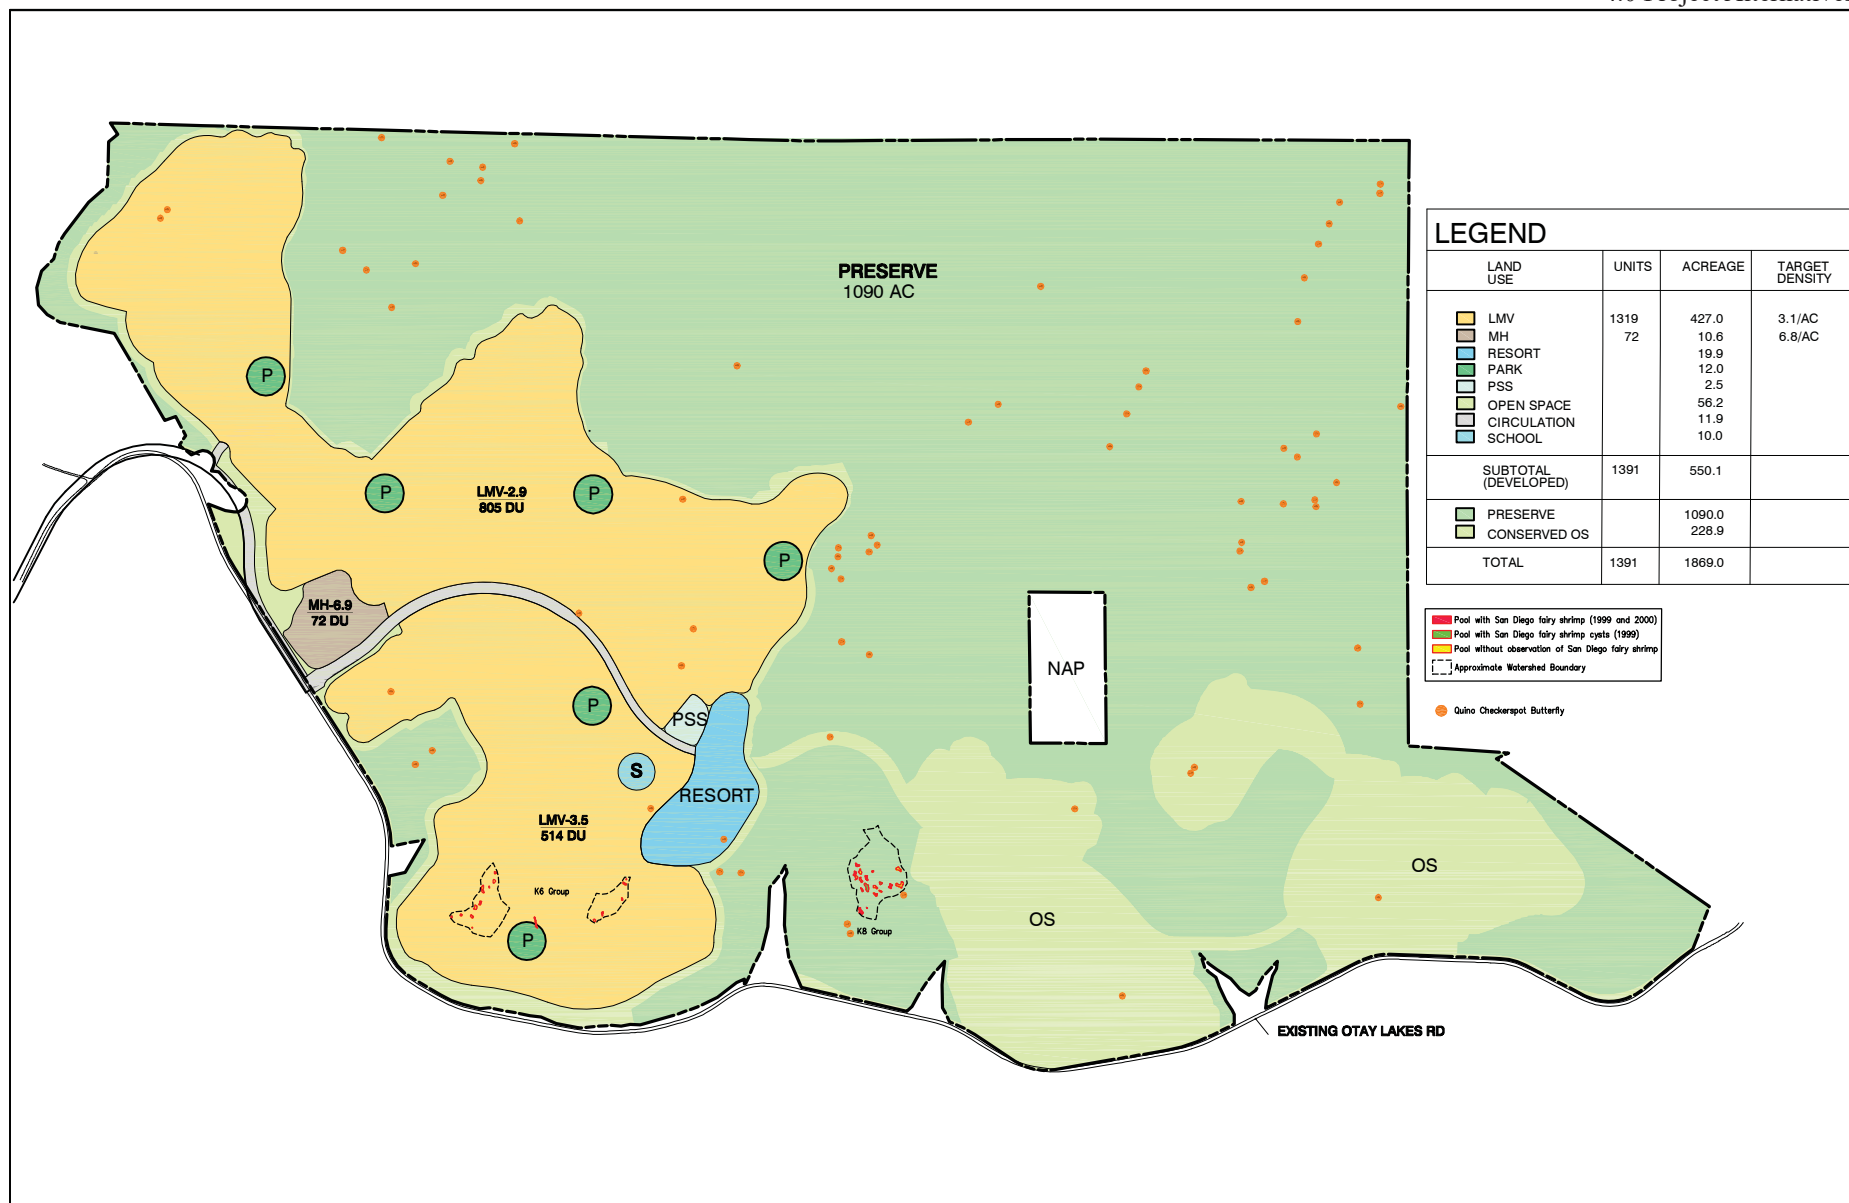 PRESERVE
1090 AC
P
P
LMV-2.9
805 DU
P
P
MH-6.9
72 DU
P
PSS
S
RESORT
LMV-3.5
514 DU
K6 Group
P
K8 Group
NAP
OS
OS
EXISTING OTAY LAKES RD
LEGEND
LAND USE UNITS ACREAGE TARGET DENSITY
LMV 1319 427.0 3.1/AC
MH 72 10.6 6.8/AC
RESORT 19.9
PARK 12.0
PSS 2.5
OPEN SPACE 56.2
CIRCULATION 11.9
SCHOOL 10.0
SUBTOTAL (DEVELOPED) 1391 550.1
PRESERVE 1090.0
CONSERVED OS 228.9
TOTAL 1391 1869.0
Pool with San Diego fairy shrimp (1999 and 2000)
Pool with San Diego fairy shrimp cysts (1999)
Pool without observation of San Diego fairy shrimp
Approximate Watershed Boundary
Quino Checkerspot Butterfly